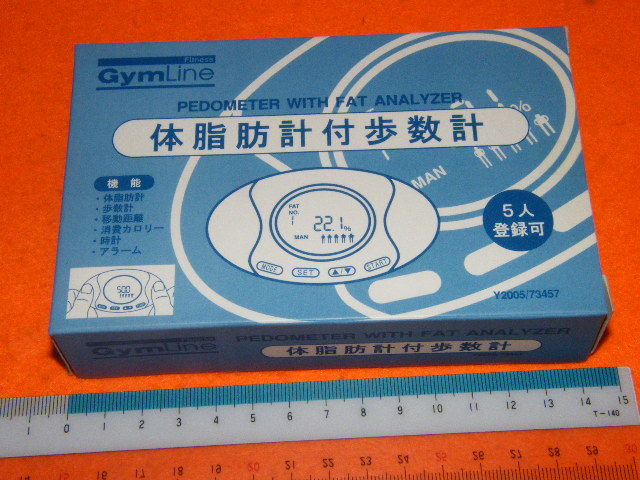 Fitness
GymLine
PEDOMETER WITH FAT ANALYZER
体脂肪計付歩数計
機能
・体脂肪計
・歩数計
・移動距離
・消費カロリー
・時計
・アラーム
FAT
NO.
1
22.1%
MAN
MODE
SET
▲/▼
START
%
MAN
5人
登録可
Y2005/73457
GymLine
PEDOMETER WITH FAT ANALYZER
体脂肪計付歩数計
1 0 1 2 3 4 5 6 7 8 9 10 11 12 13 14 15
T-140